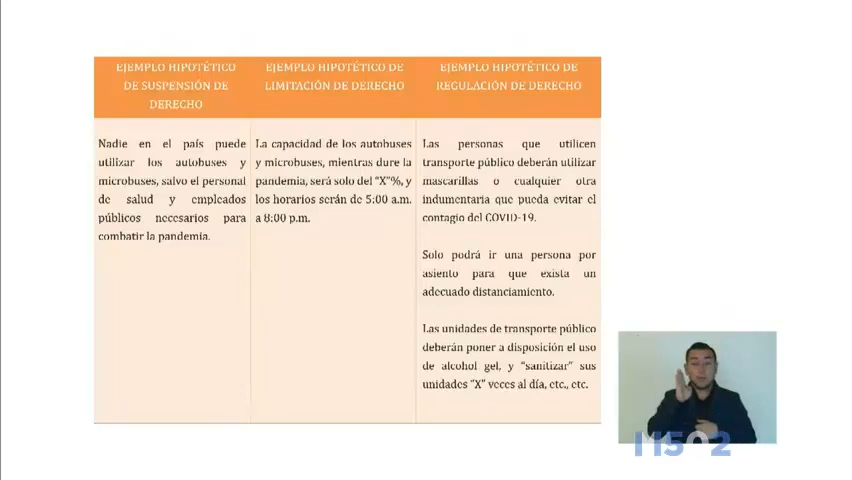 EJEMPLO HIPOTÉTICO
DE SUSPENSIÓN DE
DERECHO
EJEMPLO HIPOTÉTICO DE
LIMITACIÓN DE DERECHO
EJEMPLO HIPOTÉTICO DE
REGULACIÓN DE DERECHO
Nadie en el país puede
utilizar los autobuses y
microbuses, salvo el personal
de salud y empleados
públicos necesarios para
combatir la pandemia.
La capacidad de los autobuses
y microbuses, mientras dure la
pandemia, será solo del "X"%, y
los horarios serán de 5:00 a.m.
a 8:00 p.m.
Las personas que utilicen
transporte público deberán utilizar
mascarillas o cualquier otra
indumentaria que pueda evitar el
contagio del COVID-19.
Solo podrá ir una persona por
asiento para que exista un
adecuado distanciamiento.
Las unidades de transporte público
deberán poner a disposición el uso
de alcohol gel, y "sanitizar" sus
unidades "X" veces al día, etc., etc.